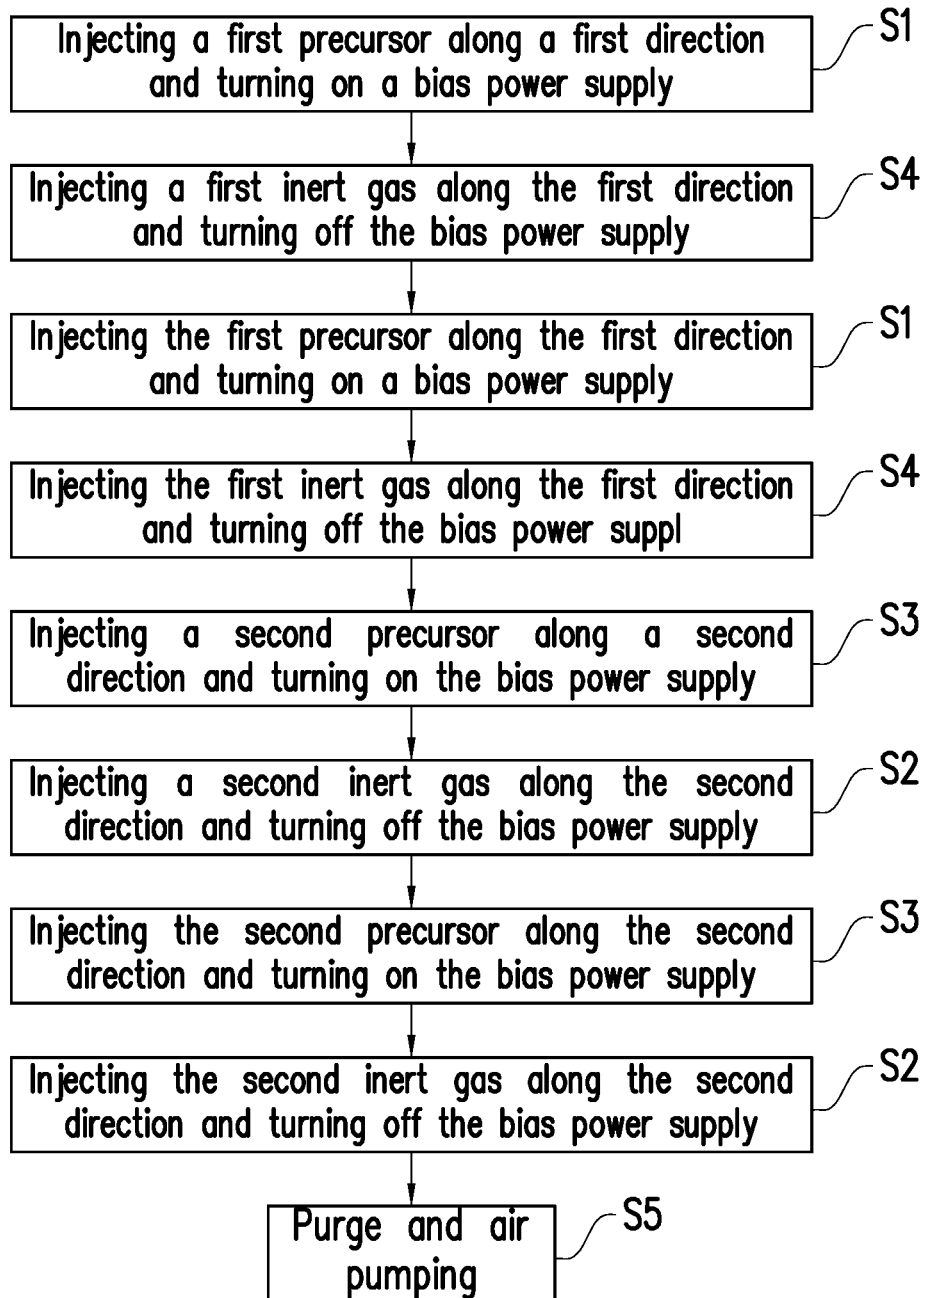 Injecting a first precursor along a first direction
and turning on a bias power supply
S1
Injecting a first inert gas along the first direction
and turning off the bias power supply
S4
Injecting the first precursor along the first direction
and turning on a bias power supply
S1
Injecting the first inert gas along the first direction
and turning off the bias power suppl
S4
Injecting a second precursor along a second
direction and turning on the bias power supply
S3
Injecting a second inert gas along the second
direction and turning off the bias power supply
S2
Injecting the second precursor along the second
direction and turning on the bias power supply
S3
Injecting the second inert gas along the second
direction and turning off the bias power supply
S2
Purge and air
pumping
S5